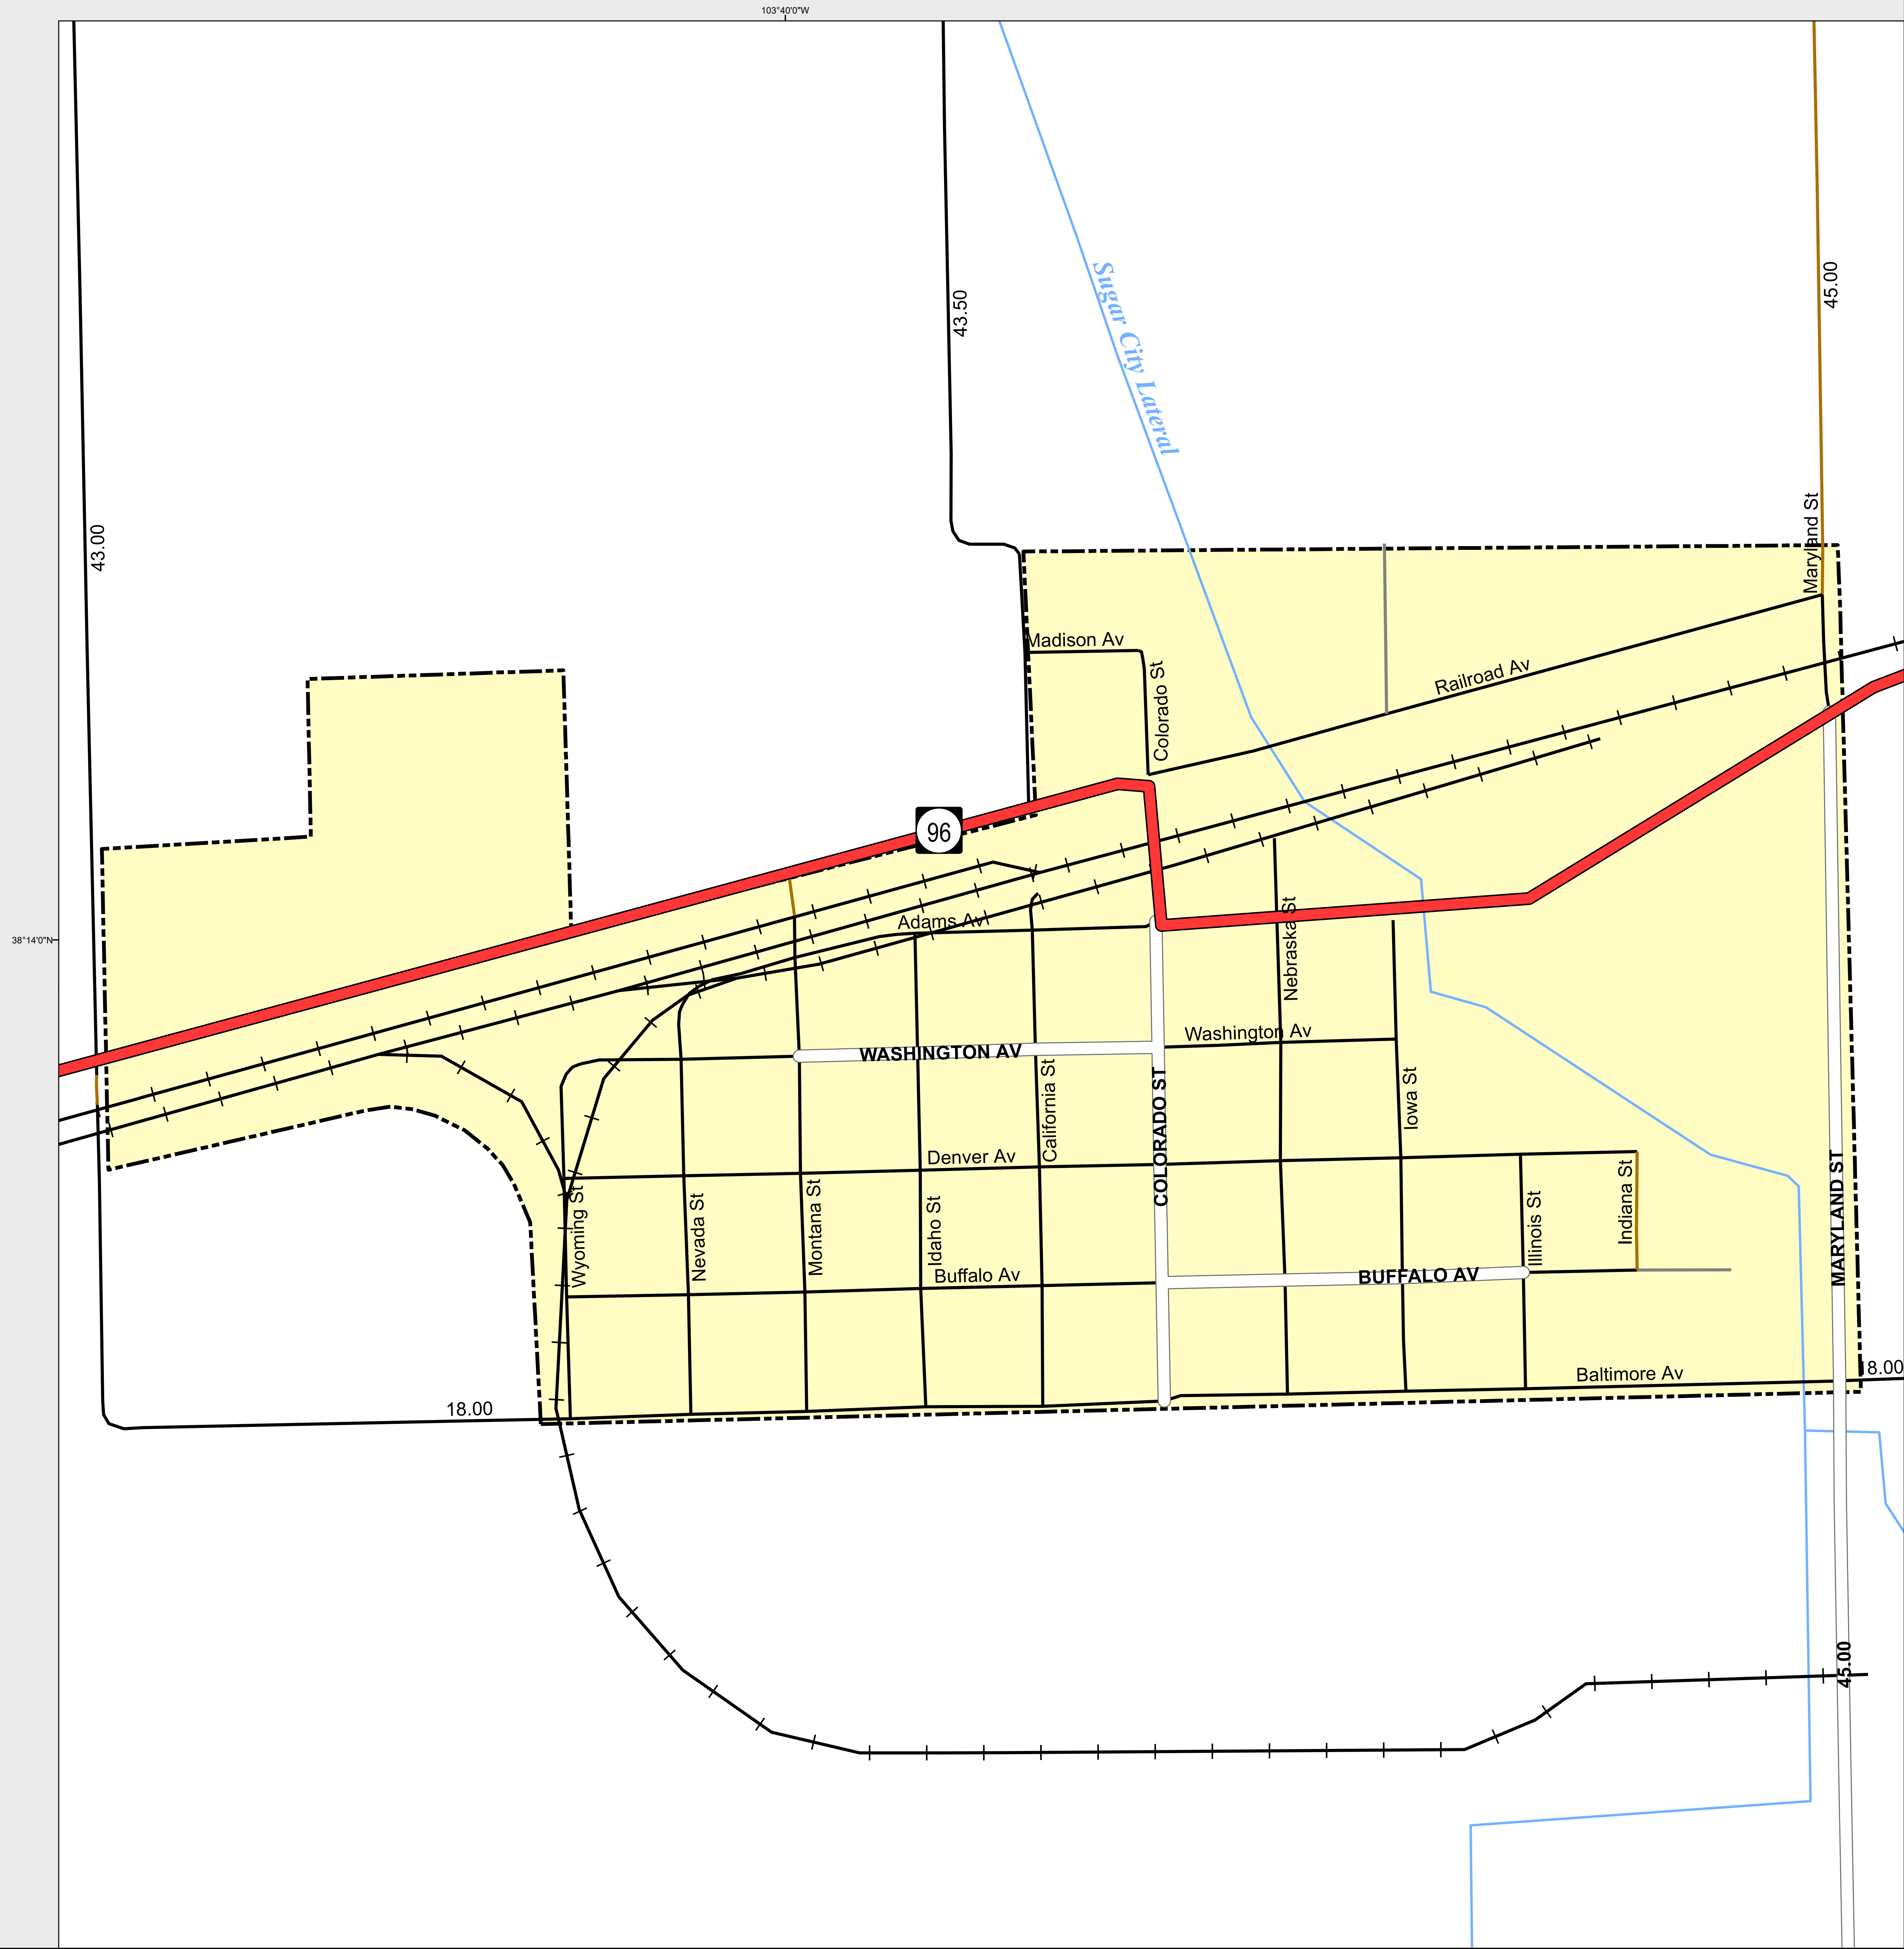 103°40'0"W
45.00
43.50
Sugar City Lateral
43.00
Maryland St
Madison Av
Colorado St
Railroad Av
96
Adams Av
38°14'0"N
Nebraska St
Washington Av
WASHINGTON AV
California St
COLORADO ST
Iowa St
Denver Av
Wyoming St
Nevada St
Montana St
Idaho St
Illinois St
Indiana St
MARYLAND ST
Buffalo Av
BUFFALO AV
Baltimore Av
18.00
18.00
45.00